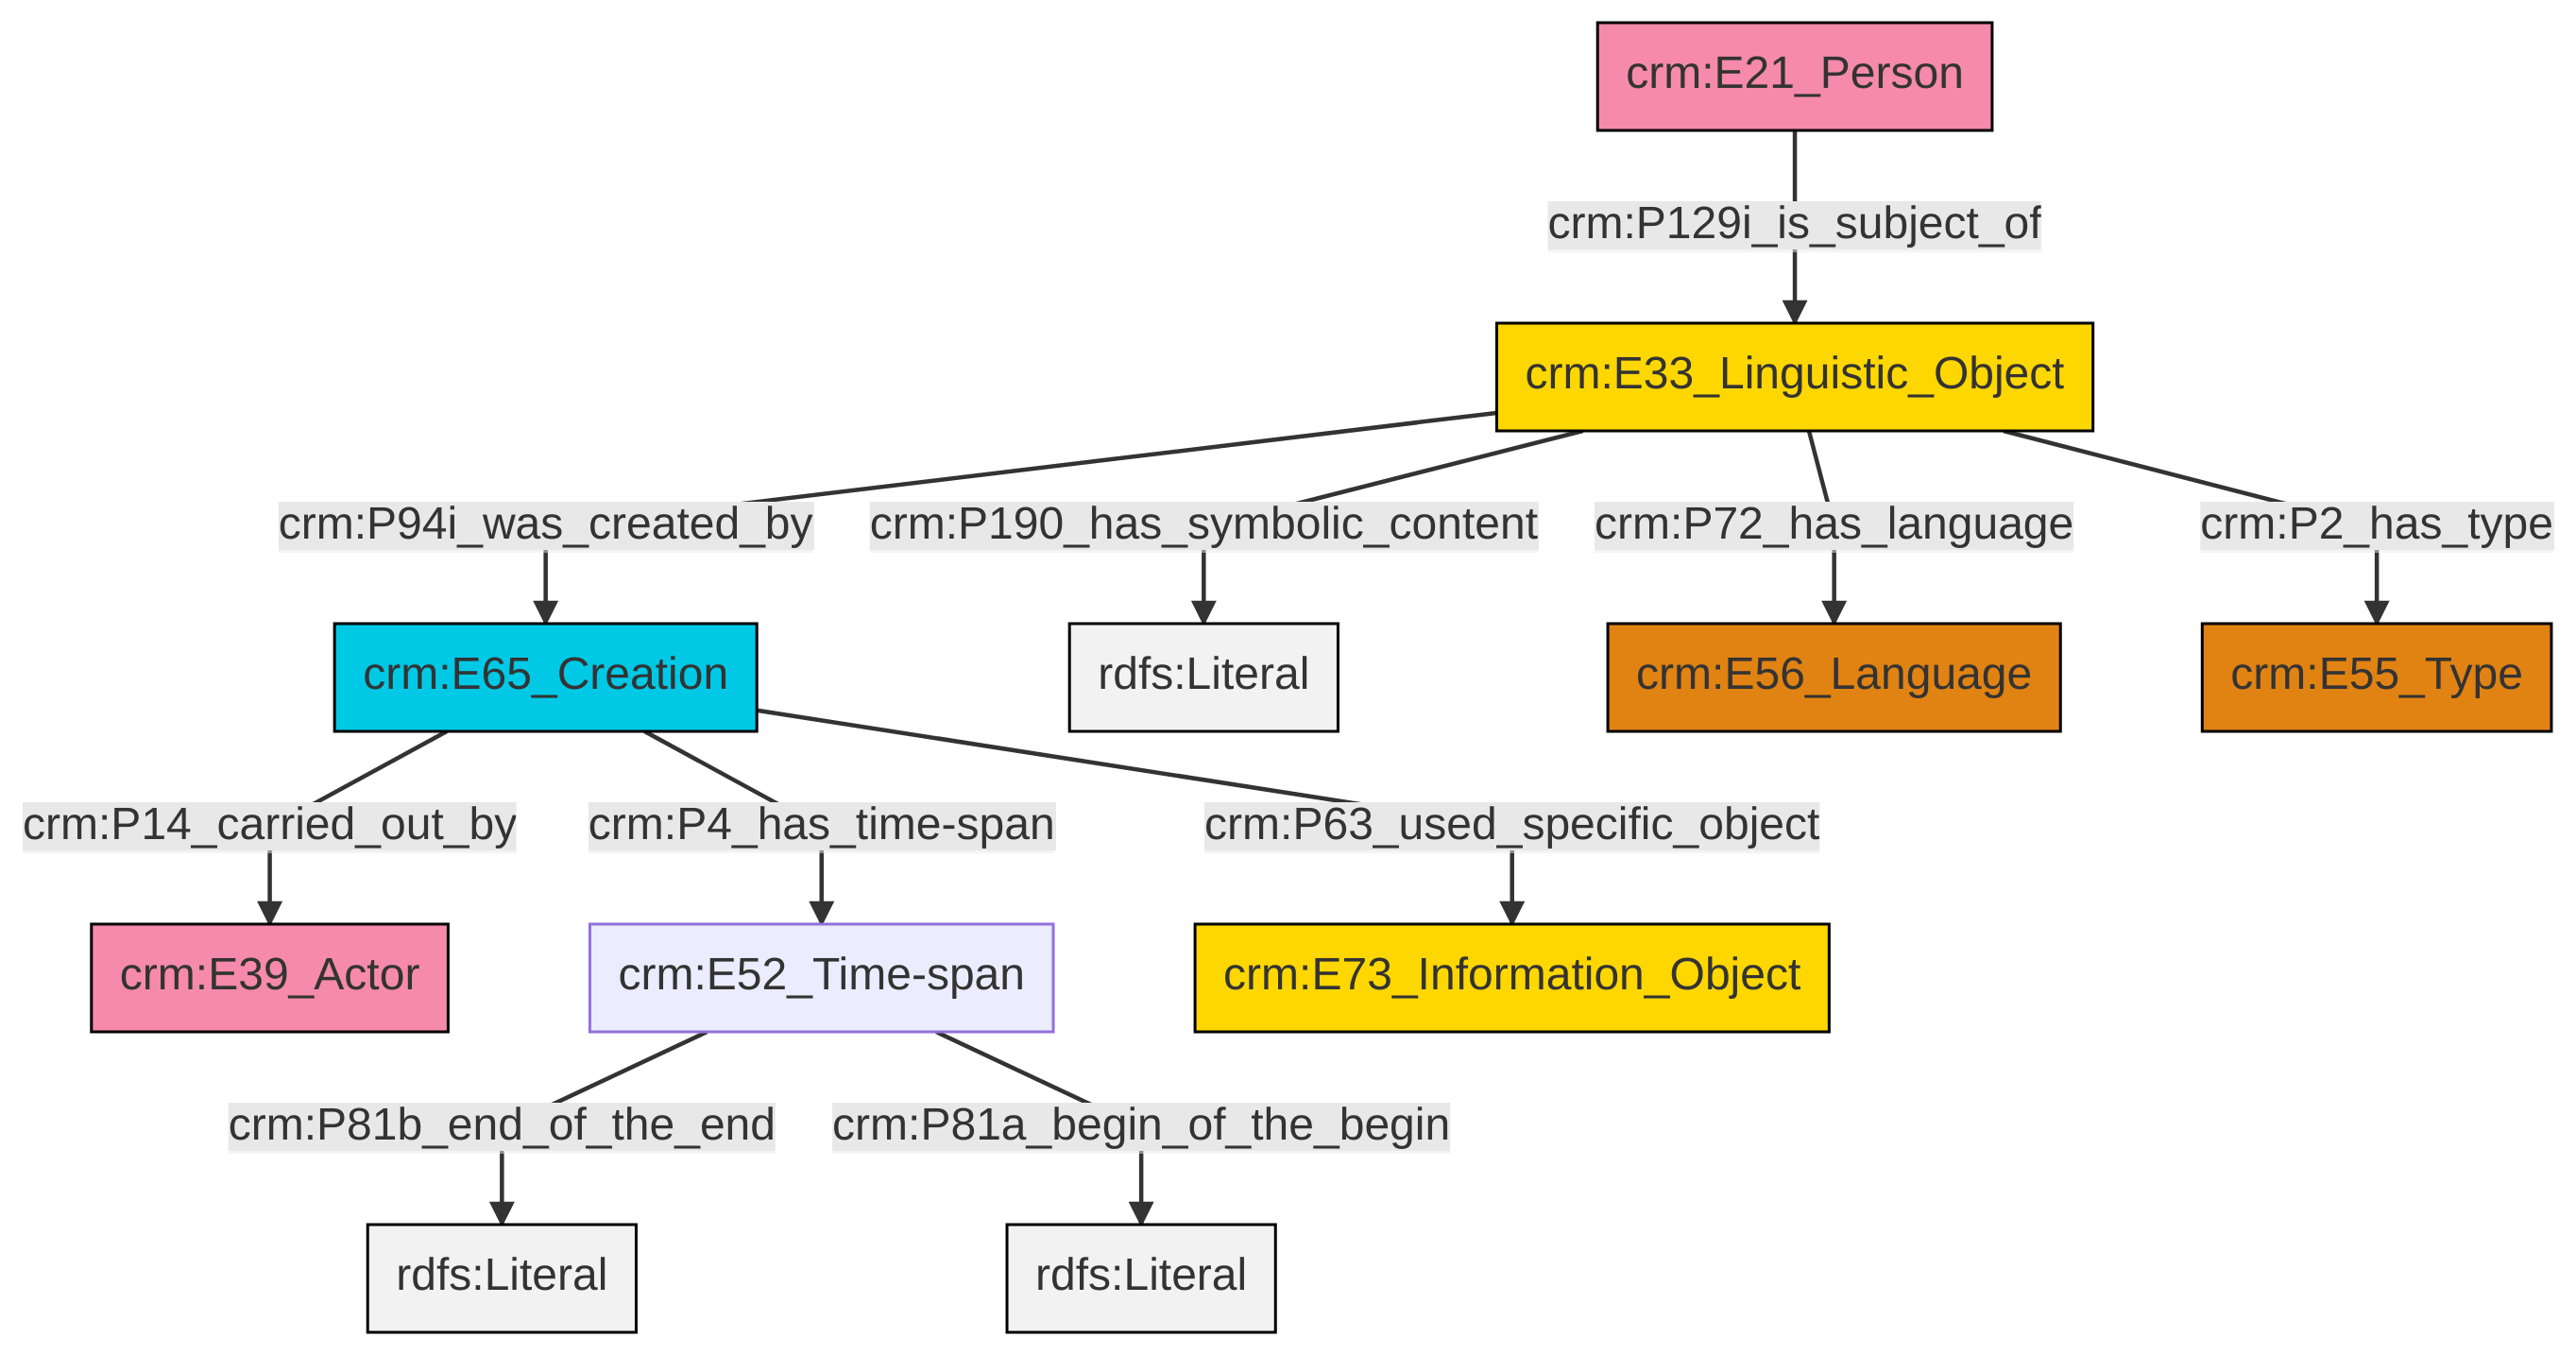 crm:E21_Person
crm:P129i_is_subject_of
crm:E33_Linguistic_Object
crm:P94i_was_created_by
crm:P190_has_symbolic_content
crm:P72_has_language
crm:P2_has_type
crm:E65_Creation
rdfs:Literal
crm:E56_Language
crm:E55_Type
crm:P14_carried_out_by
crm:P4_has_time-span
crm:P63_used_specific_object
crm:E39_Actor
crm:E52_Time-span
crm:E73_Information_Object
crm:P81b_end_of_the_end
crm:P81a_begin_of_the_begin
rdfs:Literal
rdfs:Literal